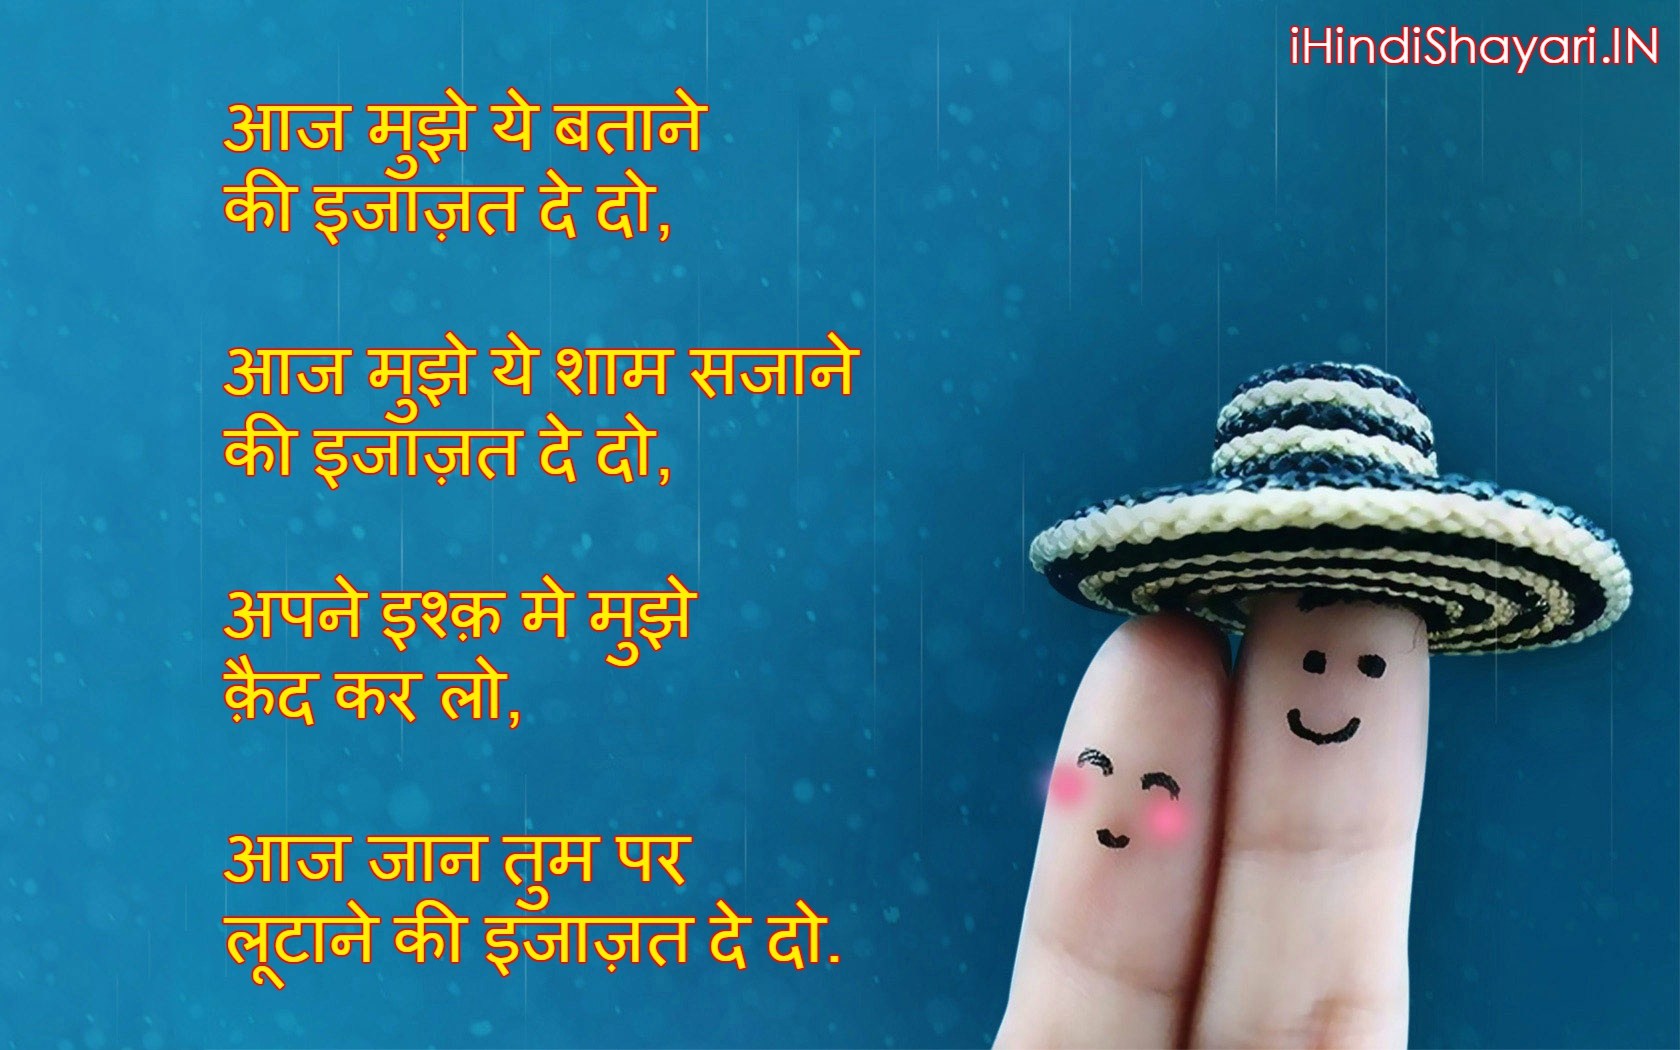 iHindiShayari.IN
आज मुझे ये बताने
की इजाज़त दे दो,
आज मुझे ये शाम सजाने
की इजाज़त दे दो,
अपने इश्क़ मे मुझे
क़ैद कर लो,
आज जान तुम पर
लूटाने की इजाज़त दे दो.